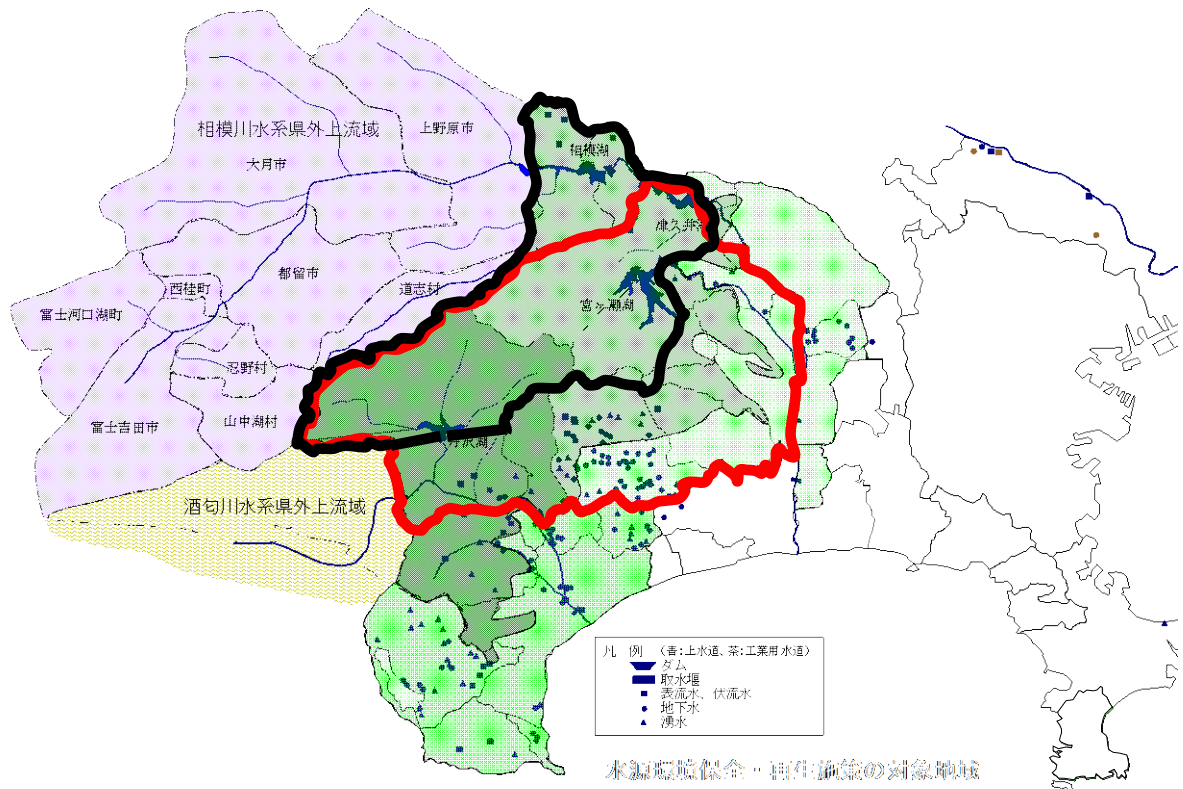 相模川水系県外上流域
上野原市
大月市
相模湖
津久井湖
都留市
宮ヶ瀬湖
西桂町
道志村
富士河口湖町
忍野村
山中湖村
富士吉田市
丹沢湖
酒匂川水系県外上流域
凡 例 (青:上水道、茶:工業用水道)
ダム
取水堰
表流水、伏流水
地下水
湧水
水源環境保全・再生施策の対象地域